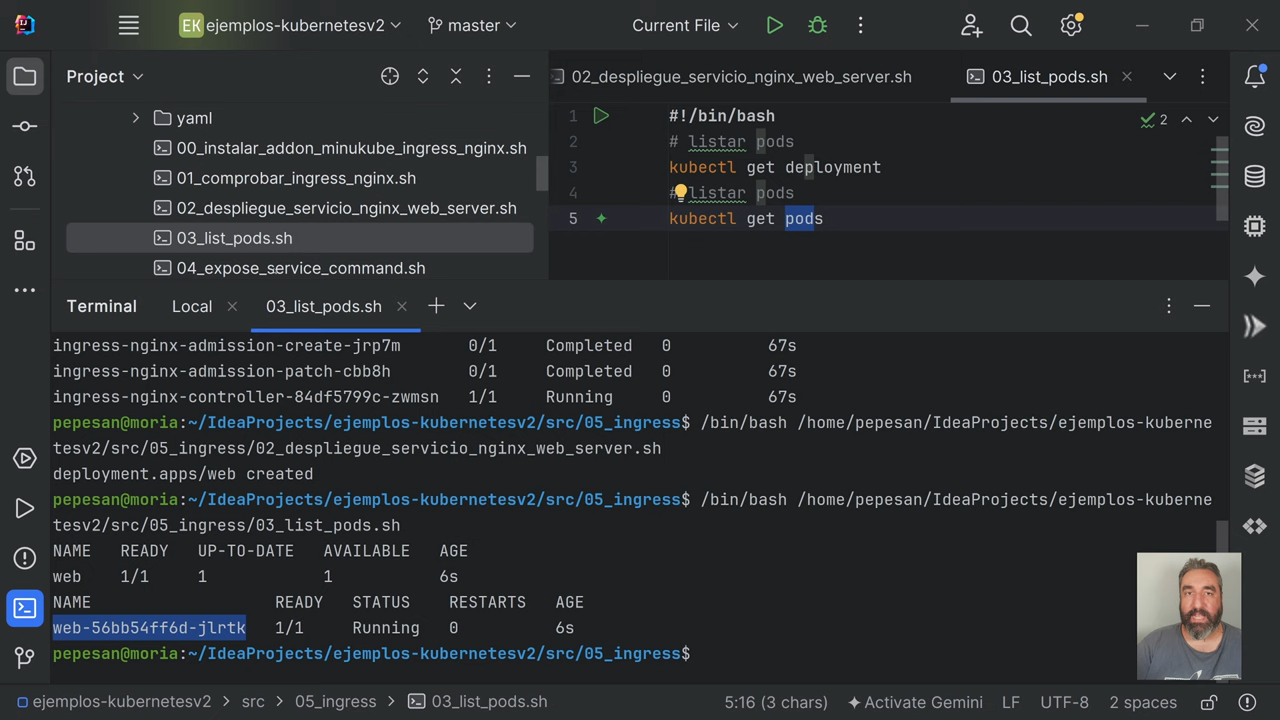 EK ejemplos-kubernetesv2 master Current File
Project
02_despliegue_servicio_nginx_web_server.sh 03_list_pods.sh
yaml
00_instalar_addon_minukube_ingress_nginx.sh
01_comprobar_ingress_nginx.sh
02_despliegue_servicio_nginx_web_server.sh
03_list_pods.sh
04_expose_service_command.sh
1 #!/bin/bash
2 # listar pods
3 kubectl get deployment
4 # listar pods
5 kubectl get pods
2
Terminal Local 03_list_pods.sh
ingress-nginx-admission-create-jrp7m 0/1 Completed 0 67s
ingress-nginx-admission-patch-cbb8h 0/1 Completed 0 67s
ingress-nginx-controller-84df5799c-zwmsn 1/1 Running 0 67s
pepesan@moria:~/IdeaProjects/ejemplos-kubernetesv2/src/05_ingress$ /bin/bash /home/pepesan/IdeaProjects/ejemplos-kuberne
tesv2/src/05_ingress/02_despliegue_servicio_nginx_web_server.sh
deployment.apps/web created
pepesan@moria:~/IdeaProjects/ejemplos-kubernetesv2/src/05_ingress$ /bin/bash /home/pepesan/IdeaProjects/ejemplos-kuberne
tesv2/src/05_ingress/03_list_pods.sh
NAME READY UP-TO-DATE AVAILABLE AGE
web 1/1 1 1 6s
NAME READY STATUS RESTARTS AGE
web-56bb54ff6d-jlrtk 1/1 Running 0 6s
pepesan@moria:~/IdeaProjects/ejemplos-kubernetesv2/src/05_ingress$
ejemplos-kubernetesv2 > src > 05_ingress > 03_list_pods.sh 5:16 (3 chars) Activate Gemini LF UTF-8 2 spaces